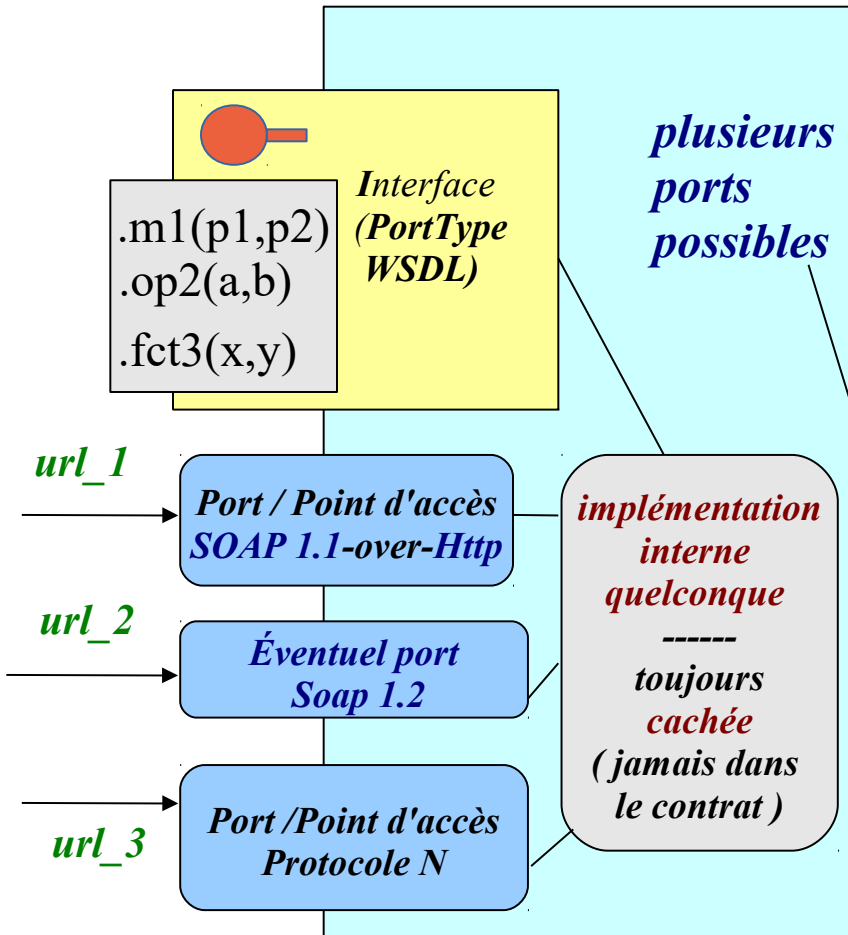 plusieurs
ports
possibles
Interface
(PortType
WSDL)
.m1(p1,p2)
.op2(a,b)
.fct3(x,y)
url_1
Port / Point d'accès
SOAP 1.1-over-Http
url_2
Éventuel port
Soap 1.2
url_3
Port /Point d'accès
Protocole N
implémentation
interne
quelconque
------
toujours
cachée
( jamais dans
le contrat )